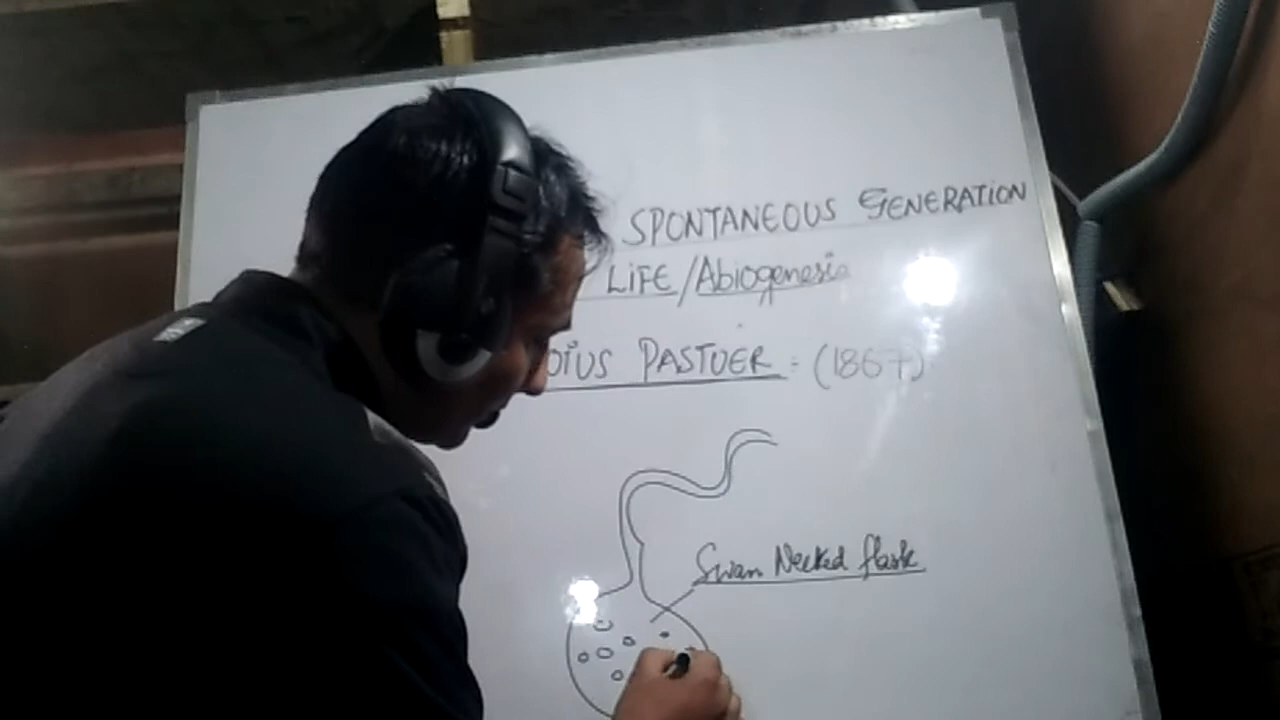 SPONTANEOUS GENERATION
LIFE / Abiogenesis
PASTUER = (1867)
Swan Necked flask